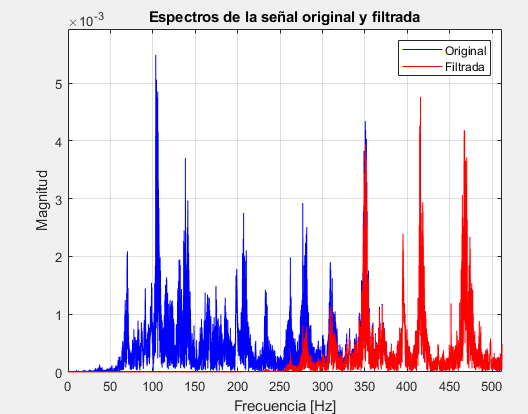 Espectros de la señal original y filtrada
×10⁻³
Original
Filtrada
5
4
3
2
1
0
Magnitud
0 50 100 150 200 250 300 350 400 450 500
Frecuencia [Hz]